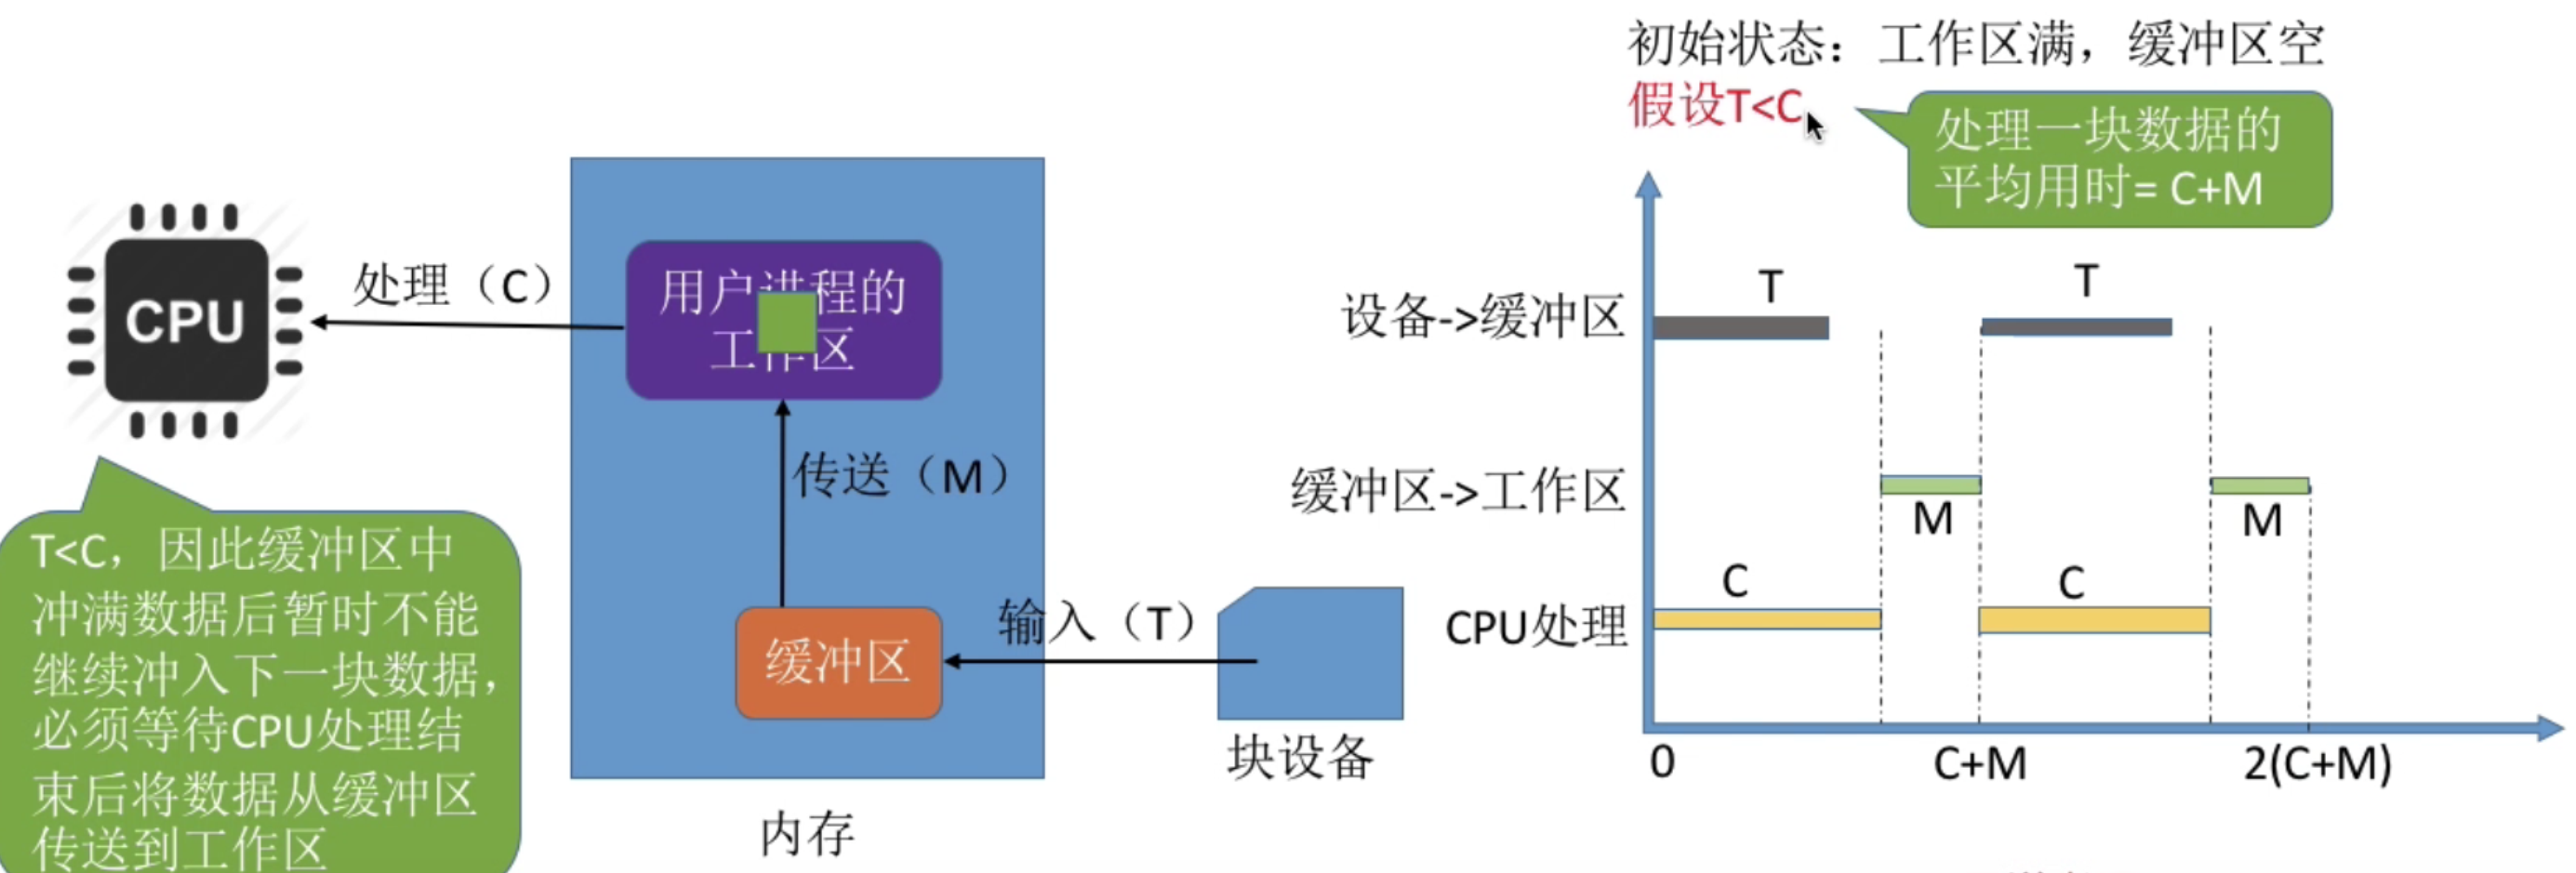 初始状态：工作区满，缓冲区空
假设T<C
处理一块数据的
平均用时= C+M
CPU
处理（C）
用户进程的
工作区
传送（M）
缓冲区
输入（T）
块设备
内存
T<C，因此缓冲区中
冲满数据后暂时不能
继续冲入下一块数据，
必须等待CPU处理结
束后将数据从缓冲区
传送到工作区
T
T
设备->缓冲区
缓冲区->工作区
M
M
C
C
CPU处理
0
C+M
2(C+M)